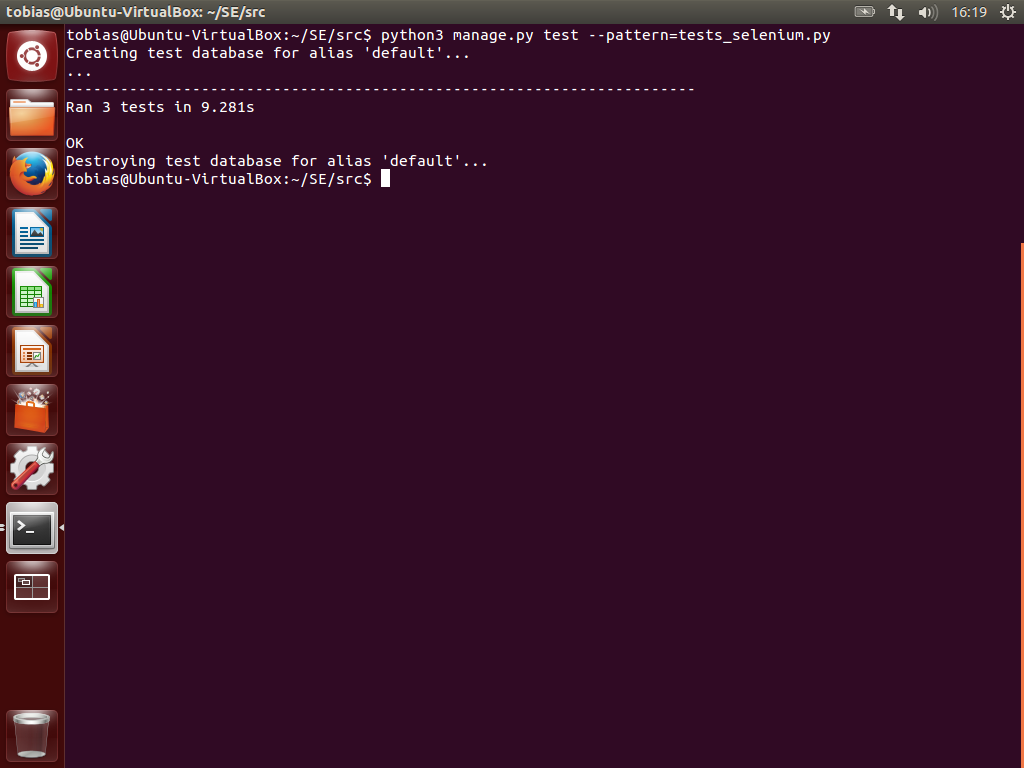 tobias@Ubuntu-VirtualBox: ~/SE/src
16:19
tobias@Ubuntu-VirtualBox:~/SE/src$ python3 manage.py test --pattern=tests_selenium.py
Creating test database for alias 'default'...
...
----------------------------------------------------------------------
Ran 3 tests in 9.281s
OK
Destroying test database for alias 'default'...
tobias@Ubuntu-VirtualBox:~/SE/src$